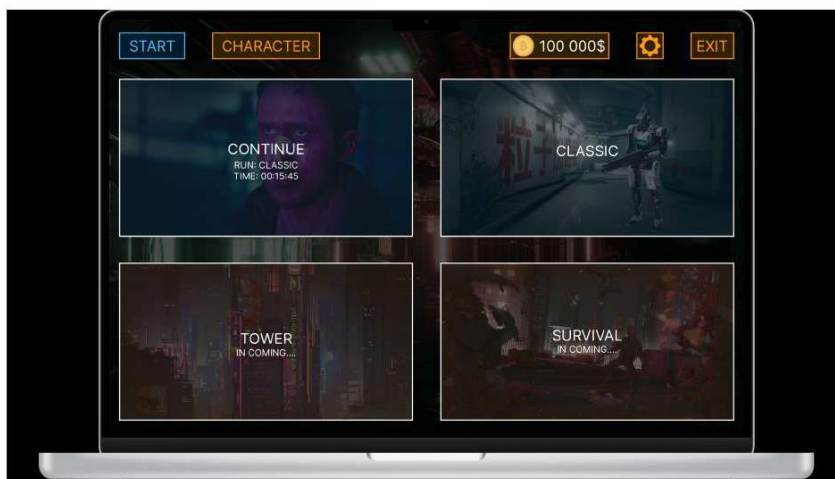 START
CHARACTER
100 000$
EXIT
CONTINUE
RUN: CLASSIC
TIME: 00:15:45
CLASSIC
TOWER
IN COMING....
SURVIVAL
IN COMING....